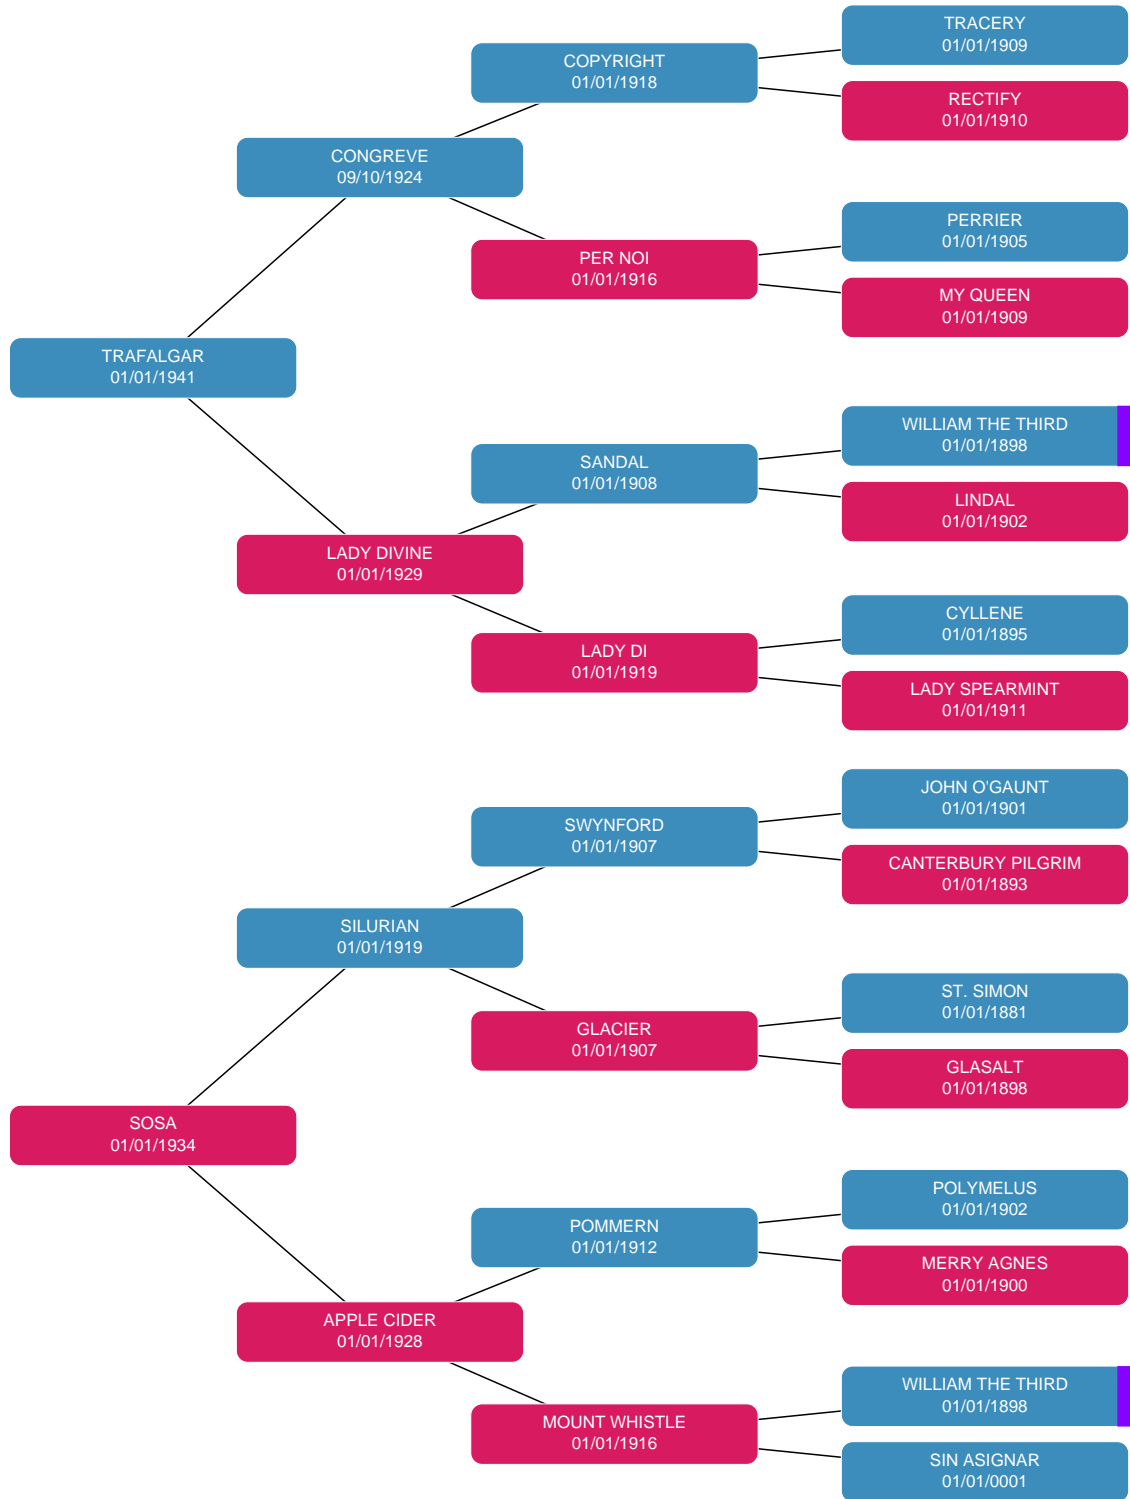 TRACERY
01/01/1909
COPYRIGHT
01/01/1918
RECTIFY
01/01/1910
CONGREVE
09/10/1924
PERRIER
01/01/1905
PER NOI
01/01/1916
MY QUEEN
01/01/1909
TRAFALGAR
01/01/1941
WILLIAM THE THIRD
01/01/1898
SANDAL
01/01/1908
LINDAL
01/01/1902
LADY DIVINE
01/01/1929
CYLLENE
01/01/1895
LADY DI
01/01/1919
LADY SPEARMINT
01/01/1911
JOHN O'GAUNT
01/01/1901
SWYNFORD
01/01/1907
CANTERBURY PILGRIM
01/01/1893
SILURIAN
01/01/1919
ST. SIMON
01/01/1881
GLACIER
01/01/1907
GLASALT
01/01/1898
SOSA
01/01/1934
POLYMELUS
01/01/1902
POMMERN
01/01/1912
MERRY AGNES
01/01/1900
APPLE CIDER
01/01/1928
WILLIAM THE THIRD
01/01/1898
MOUNT WHISTLE
01/01/1916
SIN ASIGNAR
01/01/0001